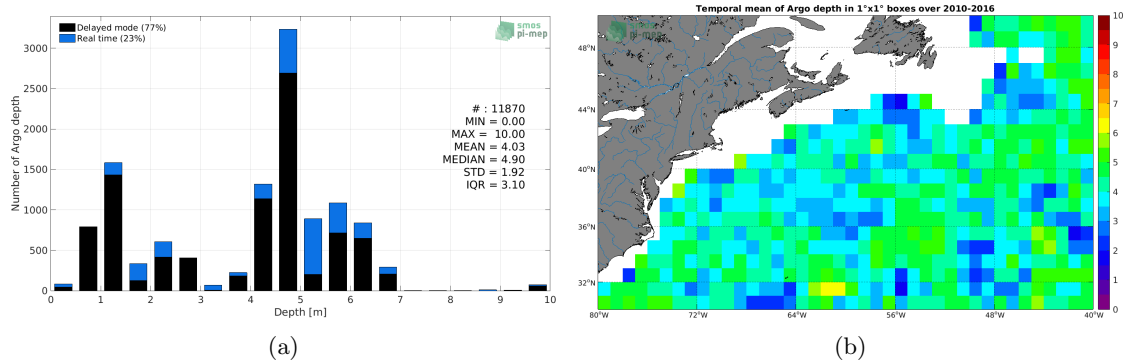 Delayed mode (77%)
Real time (23%)
smos
pi-mep
# : 11870
MIN = 0.00
MAX = 10.00
MEAN = 4.03
MEDIAN = 4.90
STD = 1.92
IQR = 3.10
Number of Argo depth
3000
2500
2000
1500
1000
500
0
0 1 2 3 4 5 6 7 8 9 10
Depth [m]
(a)
Temporal mean of Argo depth in 1°x1° boxes over 2010-2016
smos
pi-mep
48°N
44°N
40°N
36°N
32°N
80°W 72°W 64°W 56°W 48°W 40°W
10
9
8
7
6
5
4
3
2
1
0
(b)